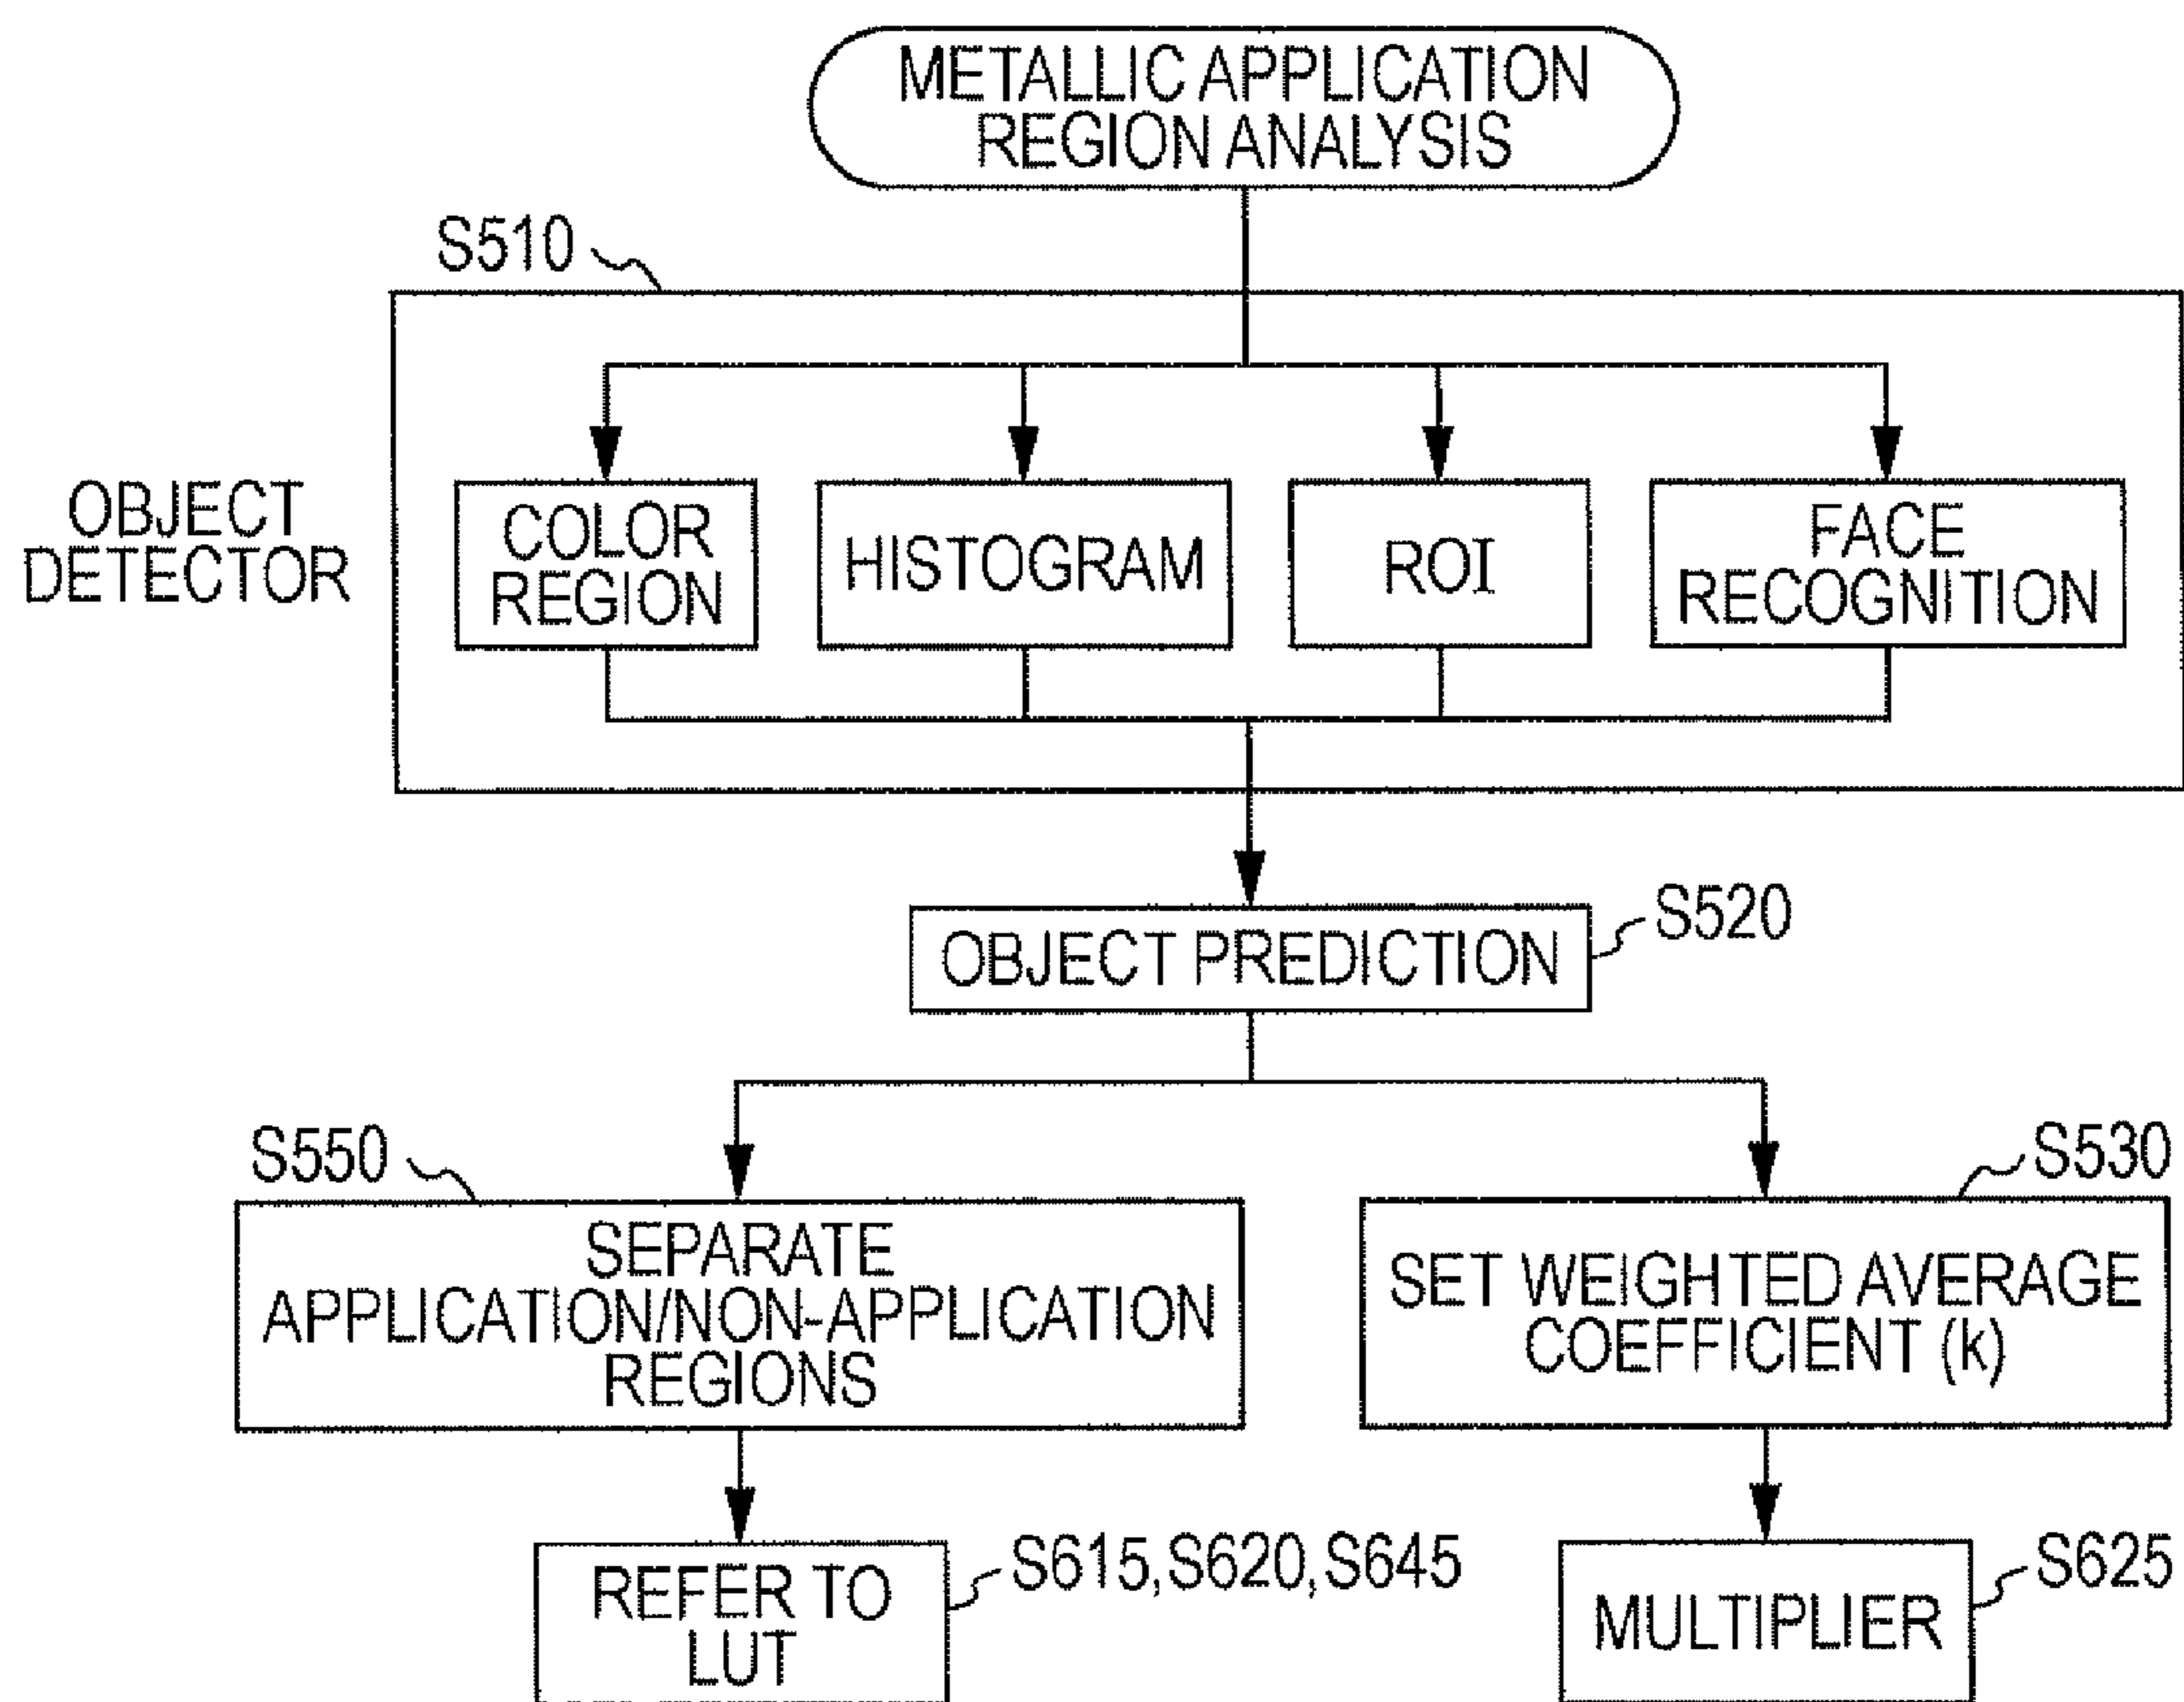 METALLIC APPLICATION
REGION ANALYSIS
S510
OBJECT
DETECTOR
COLOR
REGION
HISTOGRAM
ROI
FACE
RECOGNITION
OBJECT PREDICTION
S520
S550
SEPARATE
APPLICATION/NON-APPLICATION
REGIONS
S530
SET WEIGHTED AVERAGE
COEFFICIENT (k)
REFER TO
LUT
S615,S620,S645
MULTIPLIER
S625